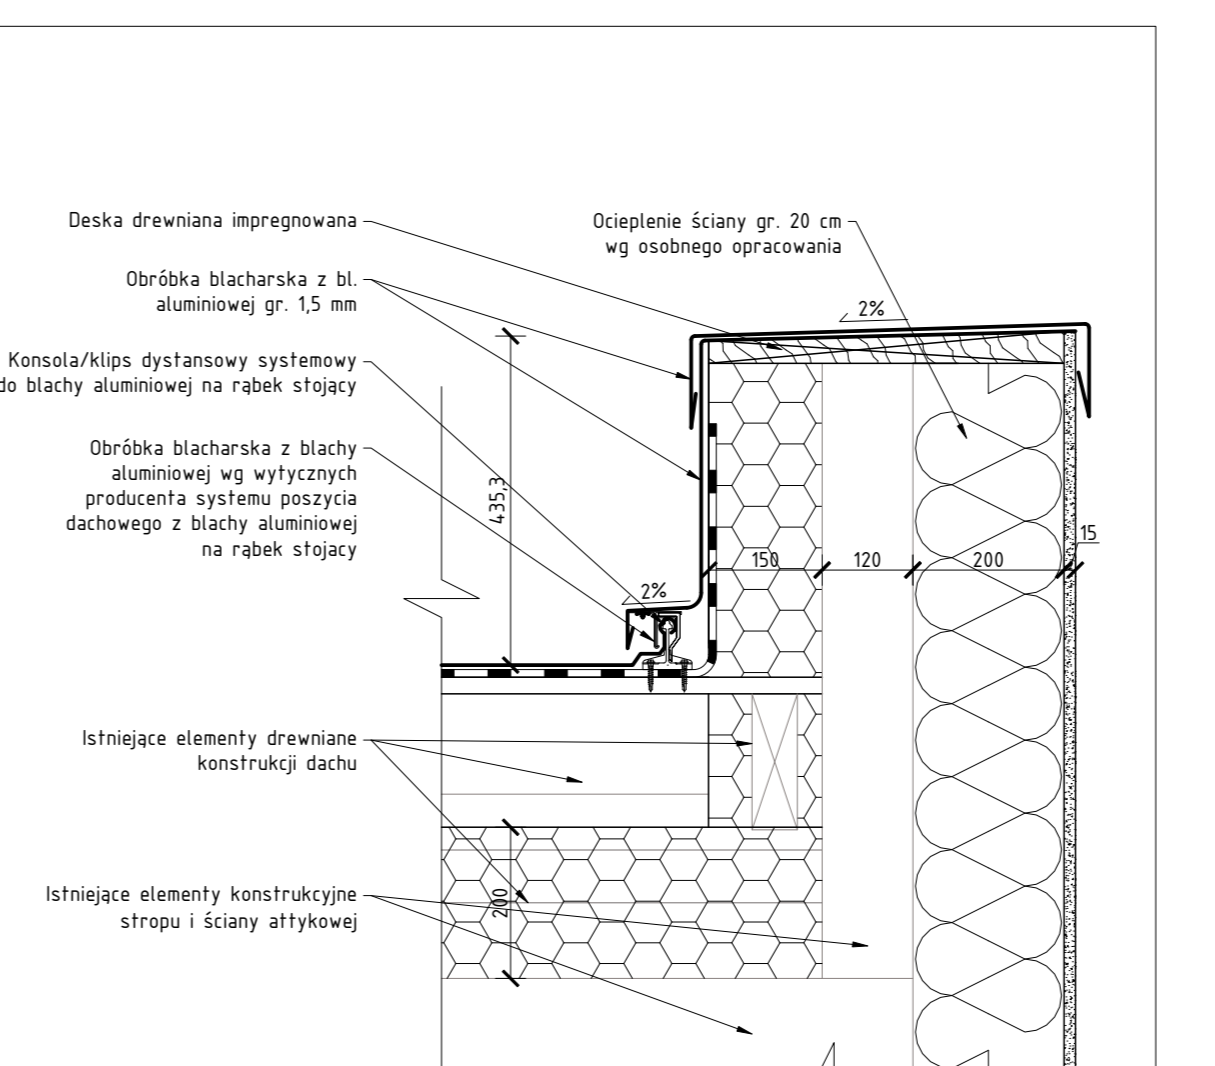 Deska drewniana impregnowana
Obróbka blacharska z bl.
aluminiowej gr. 1,5 mm
Konsola/klips dystansowy systemowy
do blachy aluminiowej na rąbek stojący
Obróbka blacharska z blachy
aluminiowej wg wytycznych
producenta systemu poszycia
dachowego z blachy aluminiowej
na rąbek stojacy
Istniejące elementy drewniane
konstrukcji dachu
Istniejące elementy konstrukcyjne
stropu i ściany attykowej
Ocieplenie ściany gr. 20 cm
wg osobnego opracowania
2%
435,3
2%
150
120
200
15
200